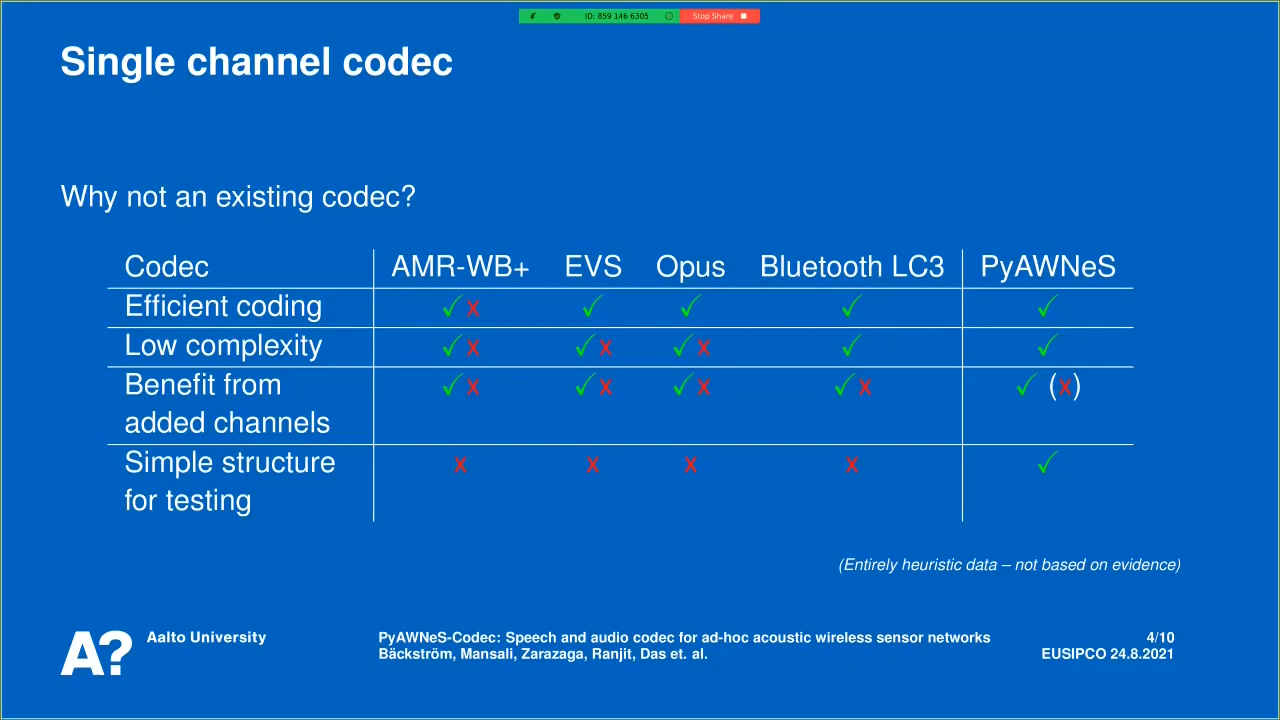 ID: 859 146 6305 Stop Share
Single channel codec
Why not an existing codec?
Codec AMR-WB+ EVS Opus Bluetooth LC3 PyAWNeS
Efficient coding ✓x ✓ ✓ ✓ ✓
Low complexity ✓x ✓x ✓x ✓ ✓
Benefit from ✓x ✓x ✓x ✓x ✓ (x)
added channels
Simple structure x x x x ✓
for testing
(Entirely heuristic data – not based on evidence)
A? Aalto University
PyAWNeS-Codec: Speech and audio codec for ad-hoc acoustic wireless sensor networks
Bäckström, Mansali, Zarazaga, Ranjit, Das et. al.
4/10
EUSIPCO 24.8.2021